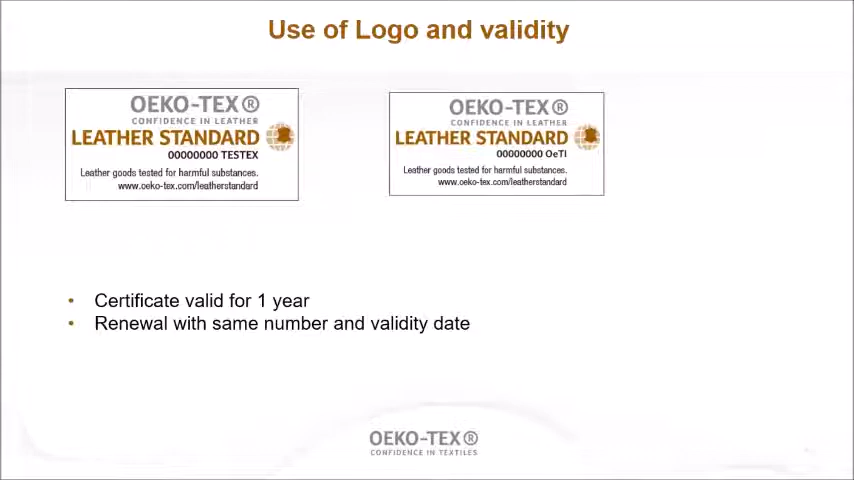 Use of Logo and validity
OEKO-TEX®
CONFIDENCE IN LEATHER
LEATHER STANDARD
00000000 TESTEX
Leather goods tested for harmful substances.
www.oeko-tex.com/leatherstandard
OEKO-TEX®
CONFIDENCE IN LEATHER
LEATHER STANDARD
00000000 OeTI
Leather goods tested for harmful substances.
www.oeko-tex.com/leatherstandard
• Certificate valid for 1 year
• Renewal with same number and validity date
OEKO-TEX®
CONFIDENCE IN TEXTILES